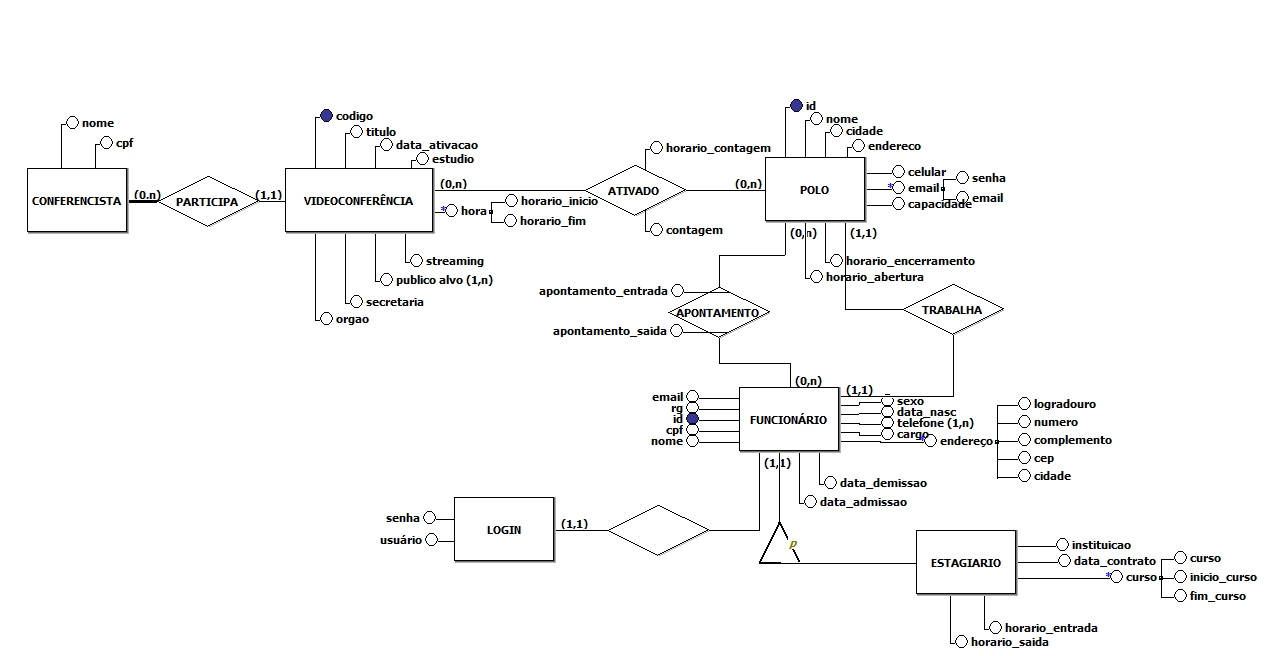 nome
cpf
CONFERENCISTA
(0,n)
PARTICIPA
(1,1)
codigo
titulo
data_ativacao
estudio
VIDEOCONFERÊNCIA
(0,n)
*
hora
horario_inicio
horario_fim
streaming
publico alvo (1,n)
secretaria
orgao
horario_contagem
ATIVADO
contagem
(0,n)
id
nome
cidade
endereco
POLO
celular
*
email
senha
email
capacidade
(0,n)
(1,1)
horario_encerramento
horario_abertura
apontamento_entrada
APONTAMENTO
apontamento_saida
TRABALHA
(0,n)
(1,1)
email
rg
id
cpf
nome
FUNCIONÁRIO
sexo
data_nasc
telefone (1,n)
cargo
*
endereço
logradouro
numero
complemento
cep
cidade
(1,1)
data_demissao
data_admissao
senha
usuário
LOGIN
(1,1)
p
ESTAGIARIO
instituicao
data_contrato
*
curso
curso
inicio_curso
fim_curso
horario_entrada
horario_saida